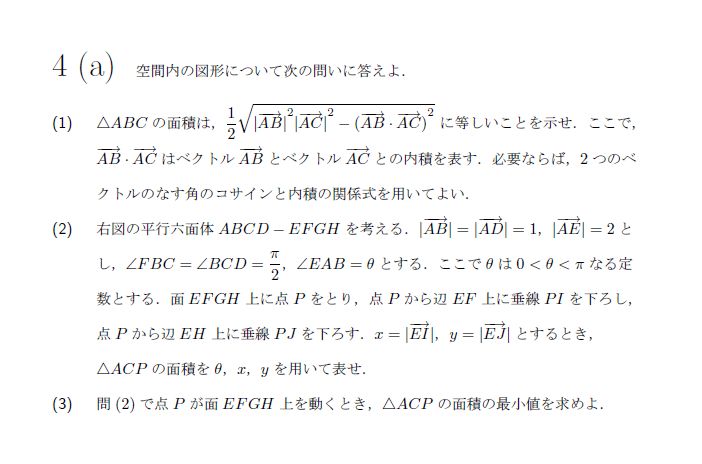 4 (a) 空間内の図形について次の問いに答えよ．
(1) △ABC の面積は，$\frac{1}{2}\sqrt{|\overrightarrow{AB}|^2|\overrightarrow{AC}|^2-(\overrightarrow{AB}\cdot\overrightarrow{AC})^2}$ に等しいことを示せ．ここで，
$\overrightarrow{AB}\cdot\overrightarrow{AC}$ はベクトル $\overrightarrow{AB}$ とベクトル $\overrightarrow{AC}$ との内積を表す．必要ならば，2 つのベ
クトルのなす角のコサインと内積の関係式を用いてよい．
(2) 右図の平行六面体 ABCD − EFGH を考える．$|\overrightarrow{AB}|=|\overrightarrow{AD}|=1$，$|\overrightarrow{AE}|=2$ と
し，∠FBC = ∠BCD = $\frac{\pi}{2}$，∠EAB = θ とする．ここで θ は 0 < θ < π なる定
数とする．面 EFGH 上に点 P をとり，点 P から辺 EF 上に垂線 PI を下ろし，
点 P から辺 EH 上に垂線 PJ を下ろす．$x=|\overrightarrow{EI}|$，$y=|\overrightarrow{EJ}|$ とするとき，
△ACP の面積を θ，x，y を用いて表せ．
(3) 問 (2) で点 P が面 EFGH 上を動くとき，△ACP の面積の最小値を求めよ．